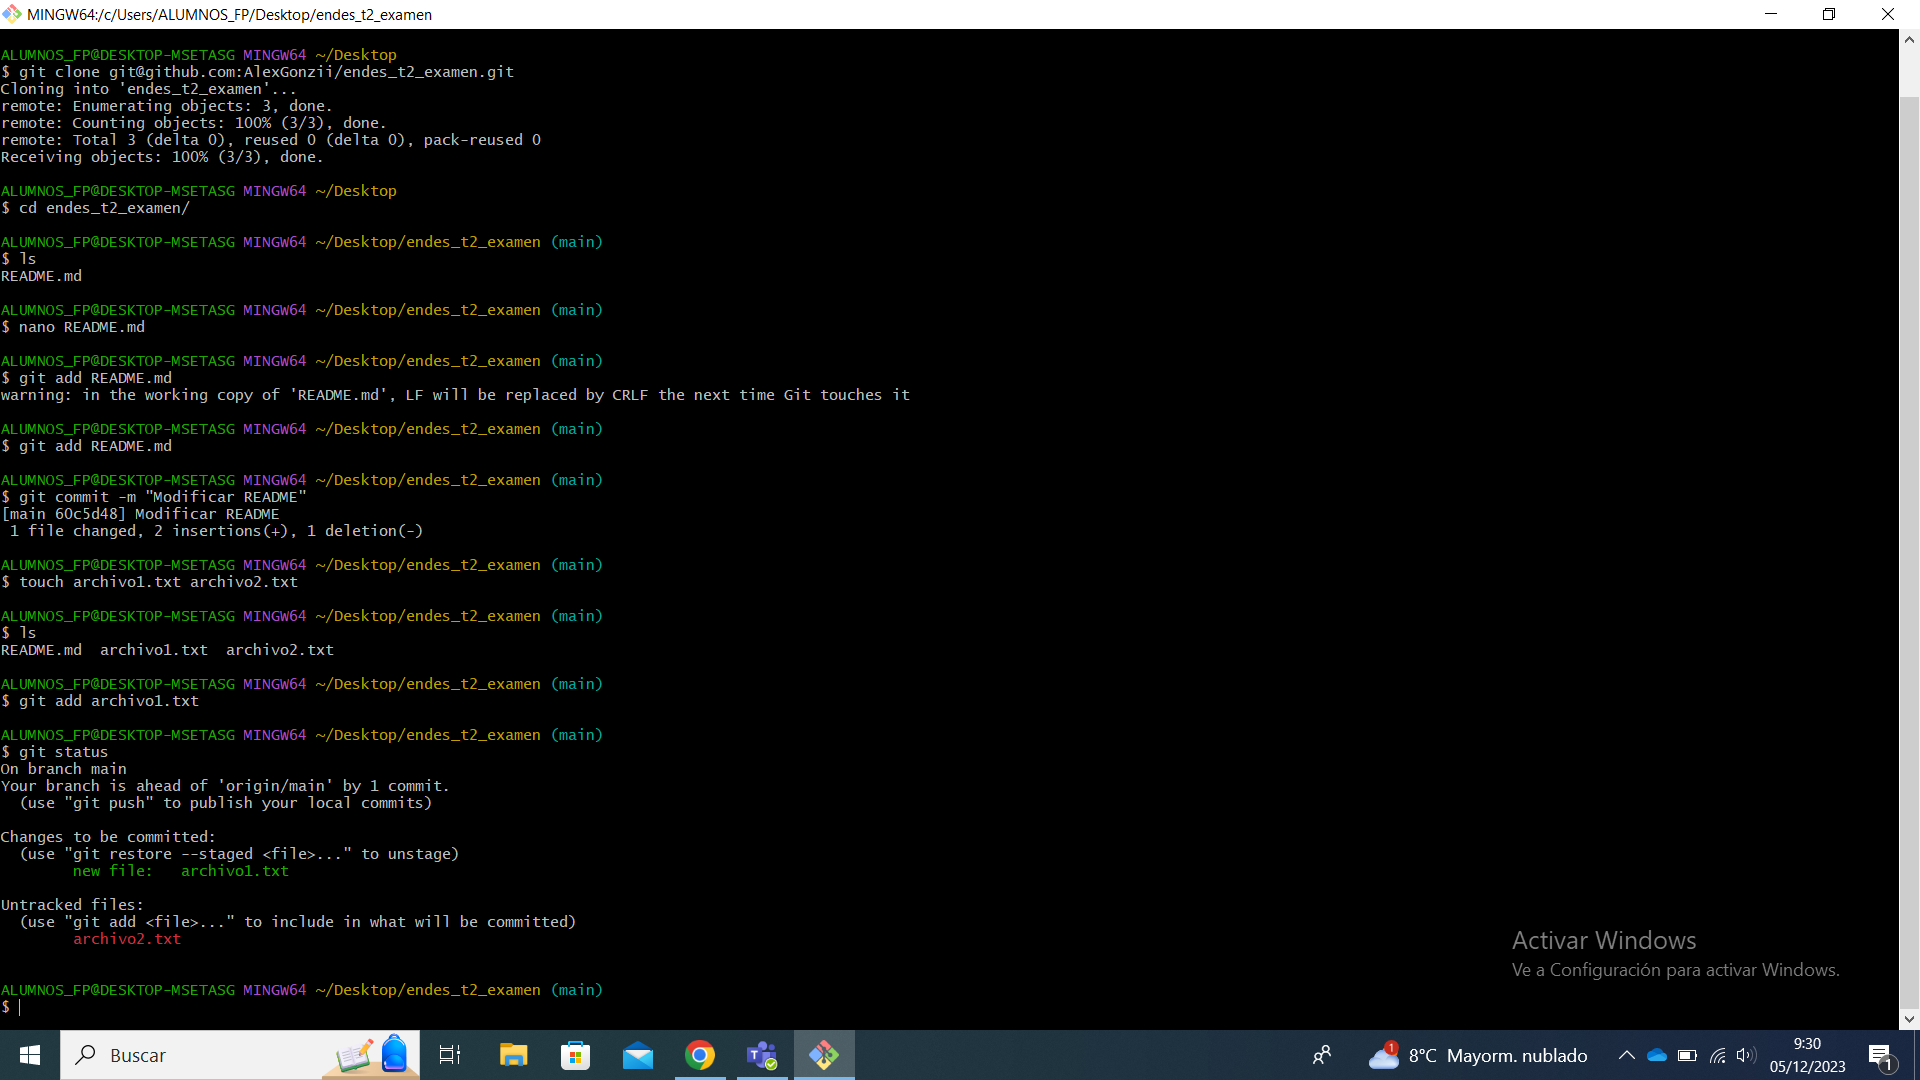 MINGW64:/c/Users/ALUMNOS_FP/Desktop/endes_t2_examen
ALUMNOS_FP@DESKTOP-MSETASG MINGW64 ~/Desktop
$ git clone git@github.com:AlexGonzii/endes_t2_examen.git
Cloning into 'endes_t2_examen'...
remote: Enumerating objects: 3, done.
remote: Counting objects: 100% (3/3), done.
remote: Total 3 (delta 0), reused 0 (delta 0), pack-reused 0
Receiving objects: 100% (3/3), done.
ALUMNOS_FP@DESKTOP-MSETASG MINGW64 ~/Desktop
$ cd endes_t2_examen/
ALUMNOS_FP@DESKTOP-MSETASG MINGW64 ~/Desktop/endes_t2_examen (main)
$ ls
README.md
ALUMNOS_FP@DESKTOP-MSETASG MINGW64 ~/Desktop/endes_t2_examen (main)
$ nano README.md
ALUMNOS_FP@DESKTOP-MSETASG MINGW64 ~/Desktop/endes_t2_examen (main)
$ git add README.md
warning: in the working copy of 'README.md', LF will be replaced by CRLF the next time Git touches it
ALUMNOS_FP@DESKTOP-MSETASG MINGW64 ~/Desktop/endes_t2_examen (main)
$ git add README.md
ALUMNOS_FP@DESKTOP-MSETASG MINGW64 ~/Desktop/endes_t2_examen (main)
$ git commit -m "Modificar README"
[main 60c5d48] Modificar README
 1 file changed, 2 insertions(+), 1 deletion(-)
ALUMNOS_FP@DESKTOP-MSETASG MINGW64 ~/Desktop/endes_t2_examen (main)
$ touch archivo1.txt archivo2.txt
ALUMNOS_FP@DESKTOP-MSETASG MINGW64 ~/Desktop/endes_t2_examen (main)
$ ls
README.md  archivo1.txt  archivo2.txt
ALUMNOS_FP@DESKTOP-MSETASG MINGW64 ~/Desktop/endes_t2_examen (main)
$ git add archivo1.txt
ALUMNOS_FP@DESKTOP-MSETASG MINGW64 ~/Desktop/endes_t2_examen (main)
$ git status
On branch main
Your branch is ahead of 'origin/main' by 1 commit.
  (use "git push" to publish your local commits)
Changes to be committed:
  (use "git restore --staged <file>..." to unstage)
        new file:   archivo1.txt
Untracked files:
  (use "git add <file>..." to include in what will be committed)
        archivo2.txt
ALUMNOS_FP@DESKTOP-MSETASG MINGW64 ~/Desktop/endes_t2_examen (main)
$
Activar Windows
Ve a Configuración para activar Windows.
Buscar
1
8°C Mayorm. nublado
9:30
05/12/2023
1